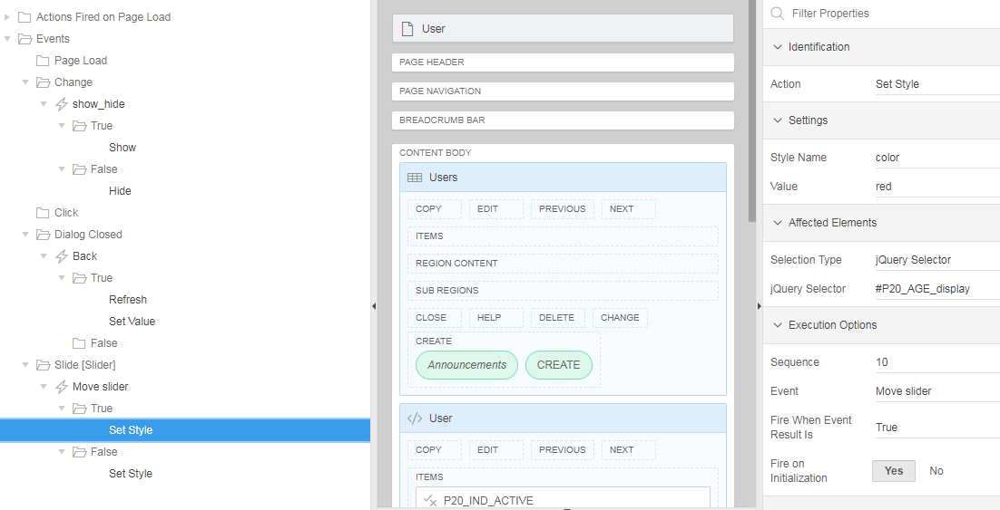 Actions Fired on Page Load
Events
Page Load
Change
show_hide
True
Show
False
Hide
Click
Dialog Closed
Back
True
Refresh
Set Value
False
Slide [Slider]
Move slider
True
Set Style
False
Set Style
User
PAGE HEADER
PAGE NAVIGATION
BREADCRUMB BAR
CONTENT BODY
Users
COPY EDIT PREVIOUS NEXT
ITEMS
REGION CONTENT
SUB REGIONS
CLOSE HELP DELETE CHANGE
CREATE
Announcements CREATE
User
COPY EDIT PREVIOUS NEXT
ITEMS
P20_IND_ACTIVE
Filter Properties
Identification
Action Set Style
Settings
Style Name color
Value red
Affected Elements
Selection Type jQuery Selector
jQuery Selector #P20_AGE_display
Execution Options
Sequence 10
Event Move slider
Fire When Event
Result Is True
Fire on
Initialization Yes No